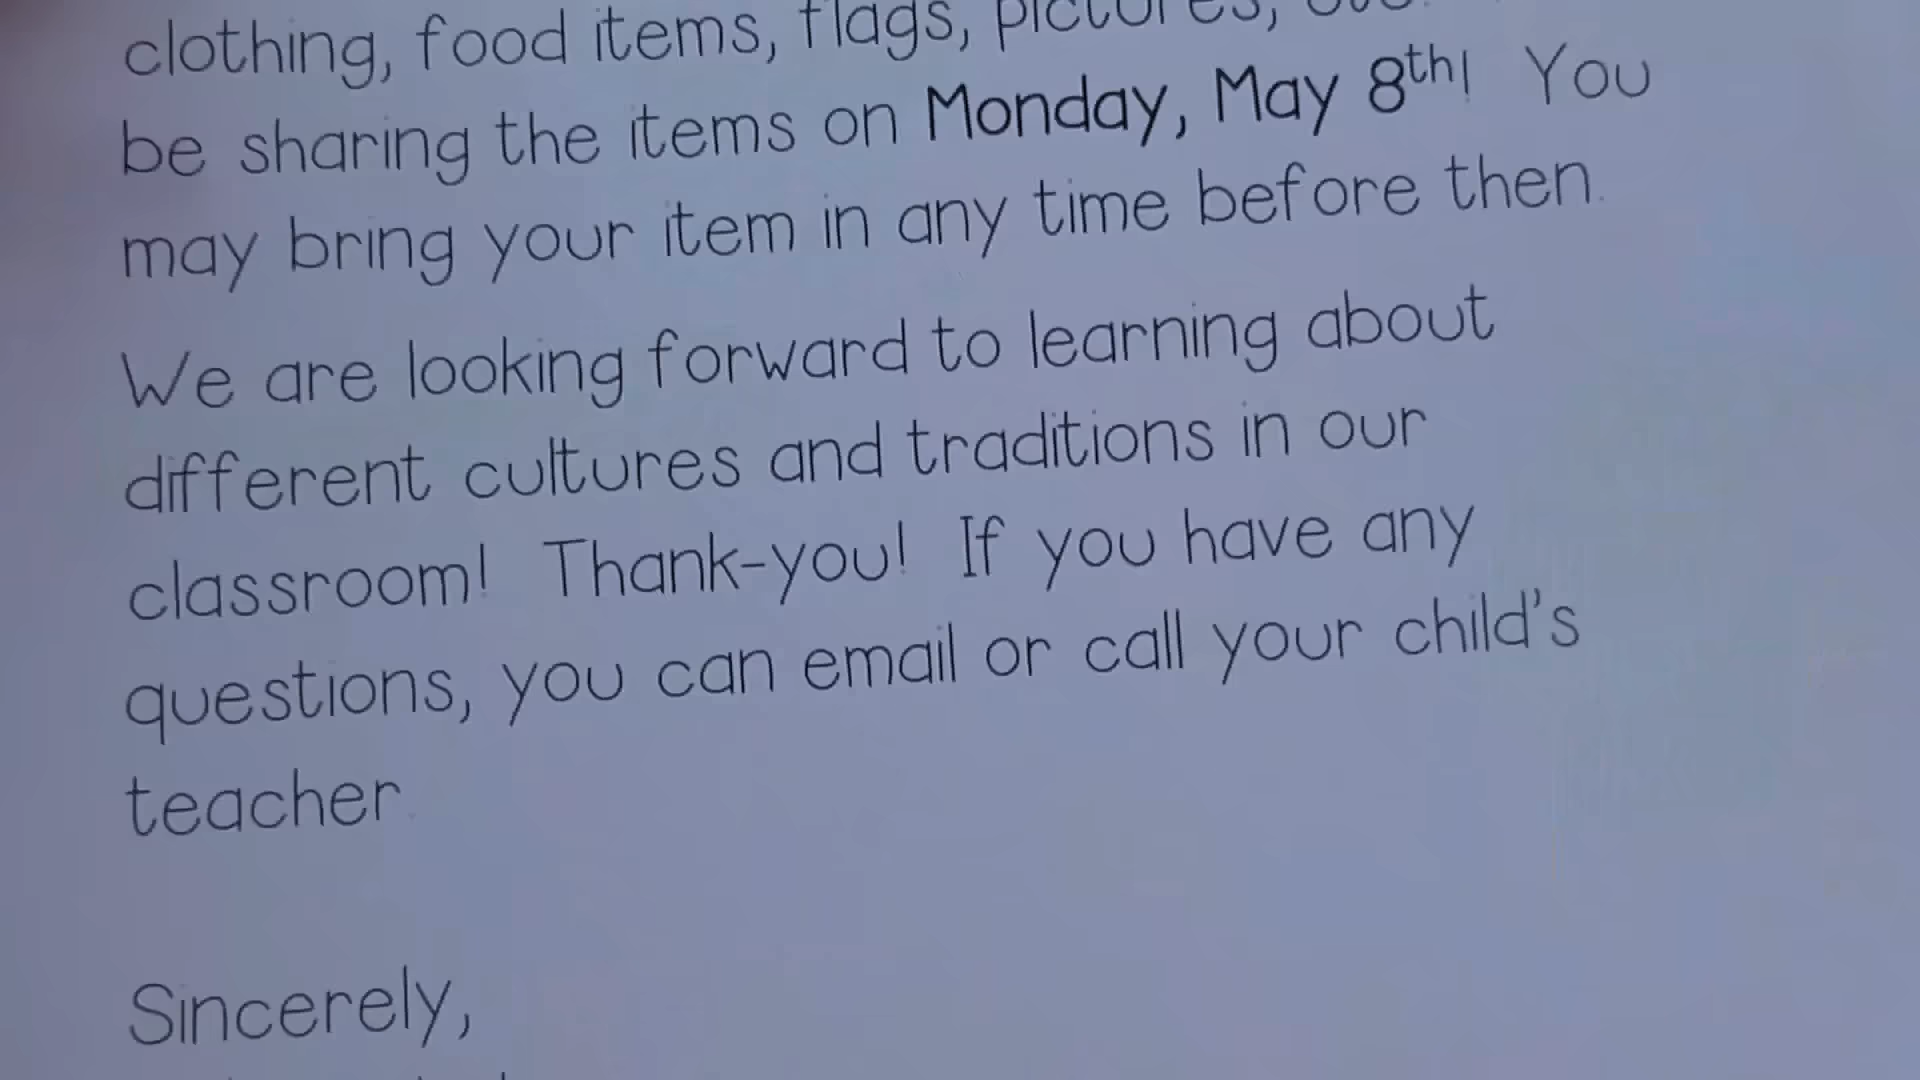 clothing, food items, flags, pictures, etc.
be sharing the items on Monday, May 8th! You
may bring your item in any time before then.
We are looking forward to learning about
different cultures and traditions in our
classroom! Thank-you! If you have any
questions, you can email or call your child's
teacher.
Sincerely,